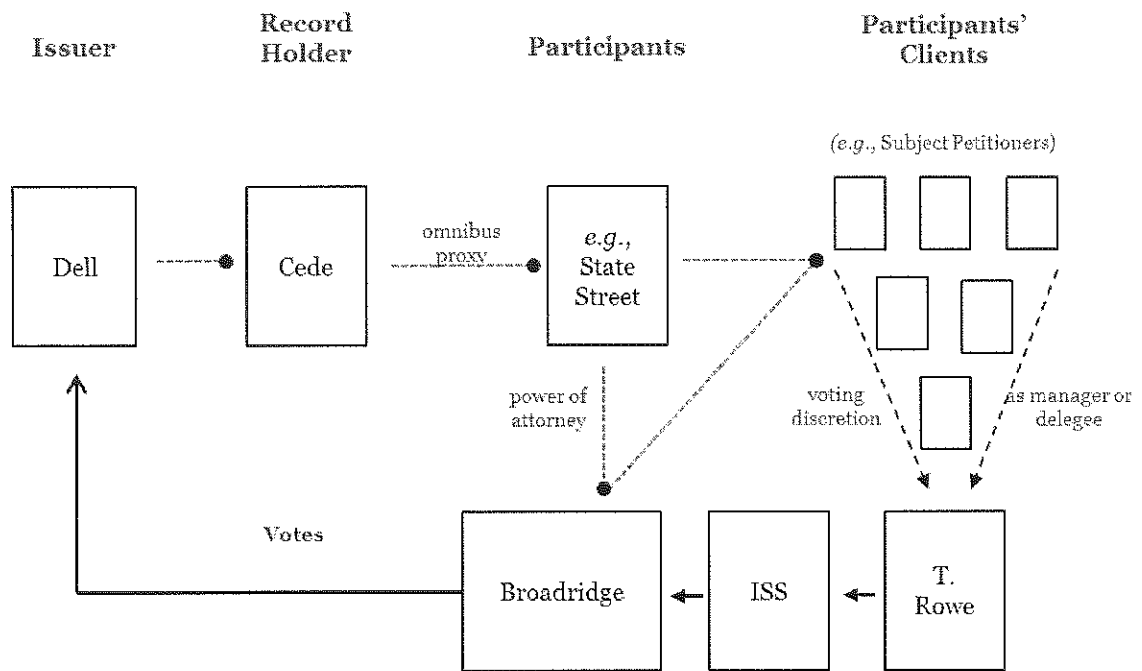 Issuer
Record
Holder
Participants
Participants’
Clients
(e.g., Subject Petitioners)
Dell
Cede
omnibus
proxy
e.g.,
State
Street
power of
attorney
voting
discretion
as manager or
delegee
Votes
Broadridge
ISS
T.
Rowe